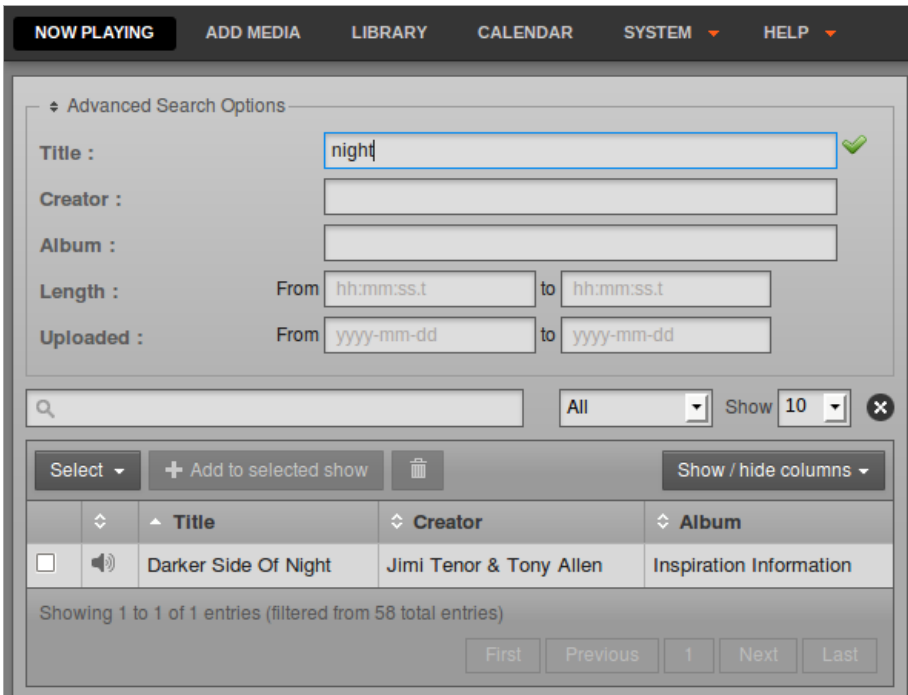 NOW PLAYING ADD MEDIA LIBRARY CALENDAR SYSTEM HELP
Advanced Search Options
Title : night
Creator :
Album :
Length : From hh:mm:ss.t to hh:mm:ss.t
Uploaded : From yyyy-mm-dd to yyyy-mm-dd
All Show 10
Select + Add to selected show Show / hide columns
Title Creator Album
Darker Side Of Night Jimi Tenor & Tony Allen Inspiration Information
Showing 1 to 1 of 1 entries (filtered from 58 total entries)
First Previous 1 Next Last